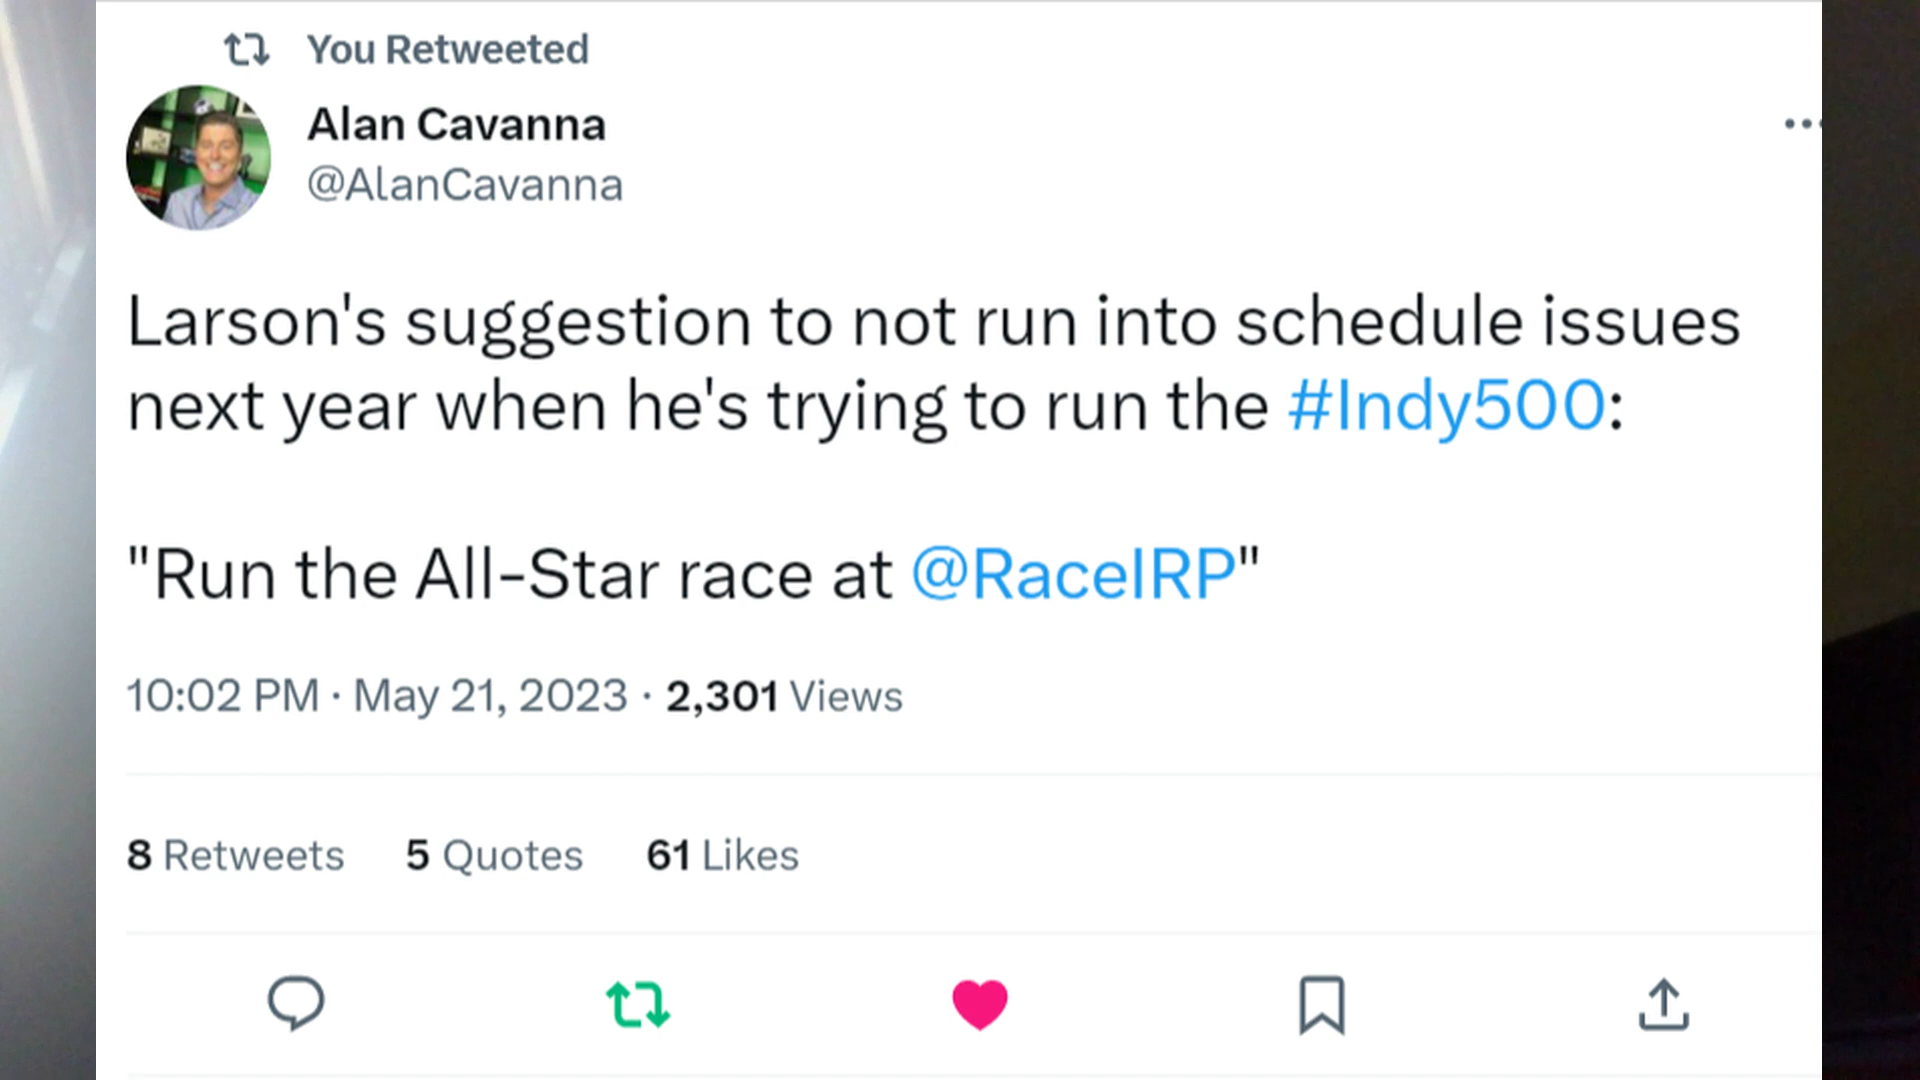 You Retweeted
Alan Cavanna
@AlanCavanna
Larson's suggestion to not run into schedule issues
next year when he's trying to run the #Indy500:
"Run the All-Star race at @RaceIRP"
10:02 PM · May 21, 2023 · 2,301 Views
8 Retweets 5 Quotes 61 Likes